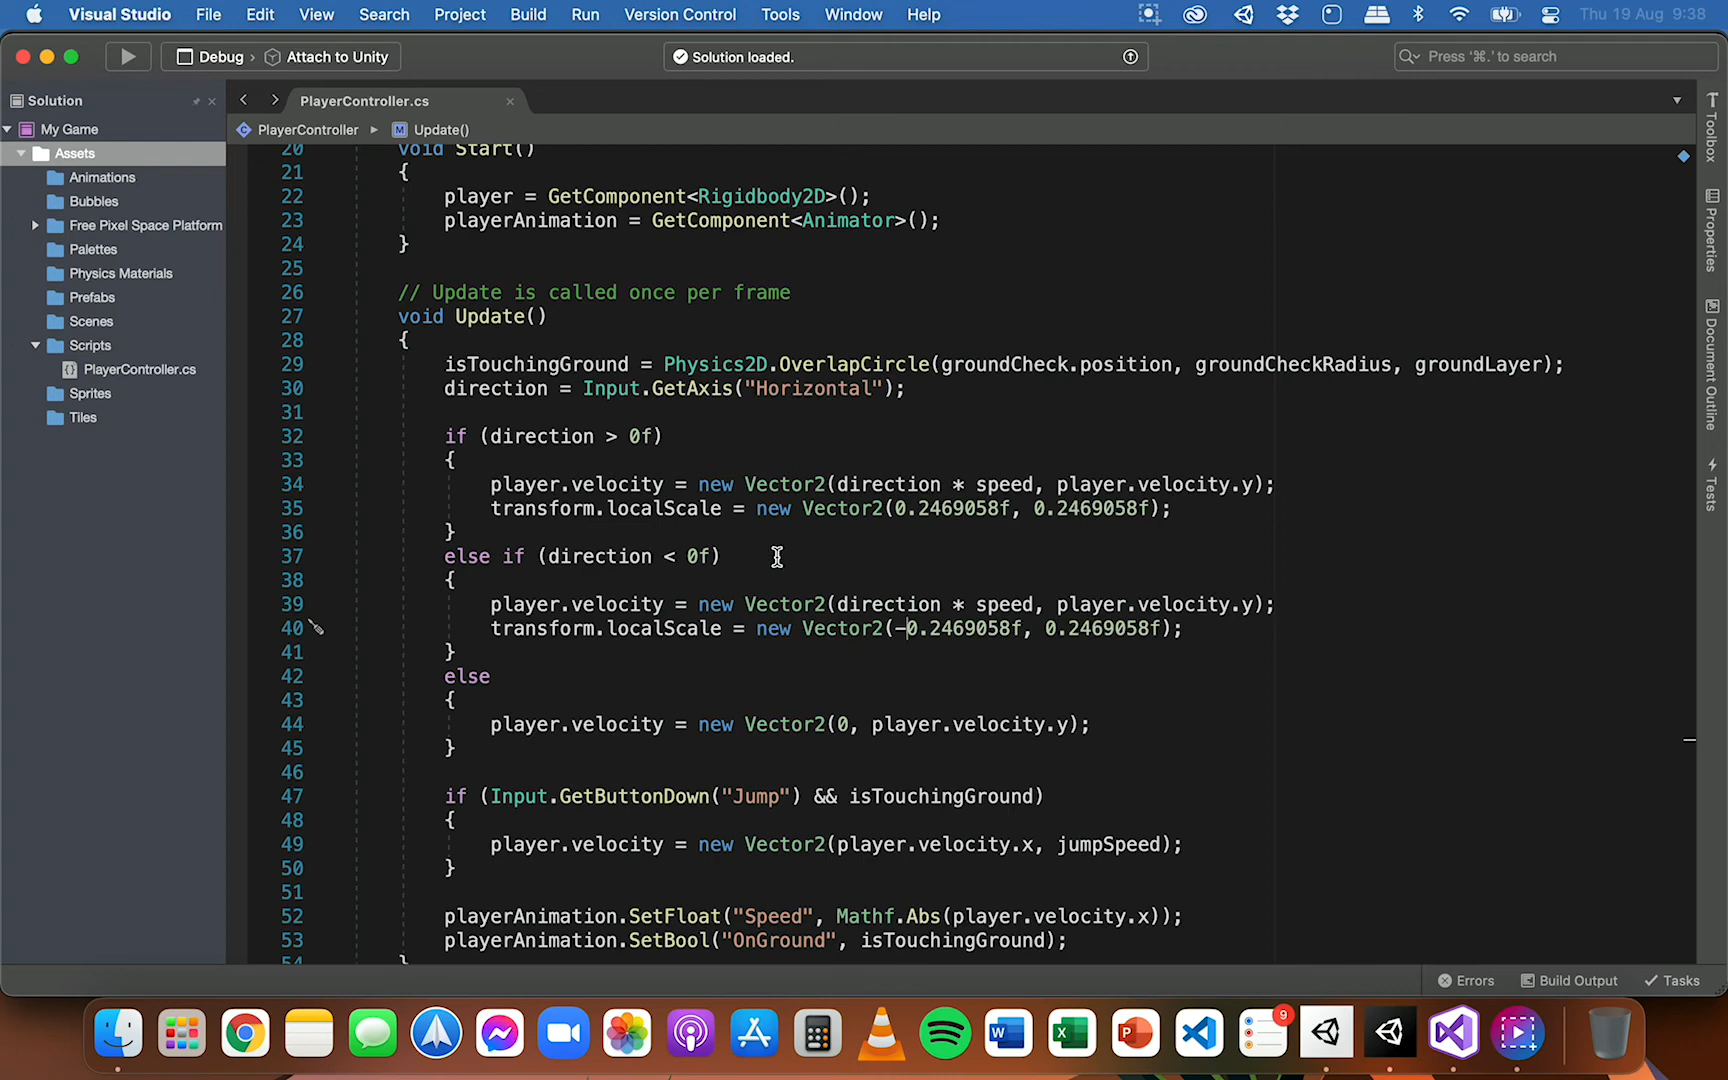 Visual Studio File Edit View Search Project Build Run Version Control Tools Window Help Thu 19 Aug 9:38
Debug › Attach to Unity Solution loaded. Press '⌘.' to search
Solution PlayerController.cs
PlayerController Update()
My Game
Assets
Animations
Bubbles
Free Pixel Space Platform
Palettes
Physics Materials
Prefabs
Scenes
Scripts
PlayerController.cs
Sprites
Tiles
20 void Start()
21 {
22 player = GetComponent<Rigidbody2D>();
23 playerAnimation = GetComponent<Animator>();
24 }
25
26 // Update is called once per frame
27 void Update()
28 {
29 isTouchingGround = Physics2D.OverlapCircle(groundCheck.position, groundCheckRadius, groundLayer);
30 direction = Input.GetAxis("Horizontal");
31
32 if (direction > 0f)
33 {
34 player.velocity = new Vector2(direction * speed, player.velocity.y);
35 transform.localScale = new Vector2(0.2469058f, 0.2469058f);
36 }
37 else if (direction < 0f)
38 {
39 player.velocity = new Vector2(direction * speed, player.velocity.y);
40 transform.localScale = new Vector2(-0.2469058f, 0.2469058f);
41 }
42 else
43 {
44 player.velocity = new Vector2(0, player.velocity.y);
45 }
46
47 if (Input.GetButtonDown("Jump") && isTouchingGround)
48 {
49 player.velocity = new Vector2(player.velocity.x, jumpSpeed);
50 }
51
52 playerAnimation.SetFloat("Speed", Mathf.Abs(player.velocity.x));
53 playerAnimation.SetBool("OnGround", isTouchingGround);
54 }
Toolbox
Properties
Document Outline
Tests
Errors Build Output Tasks
9